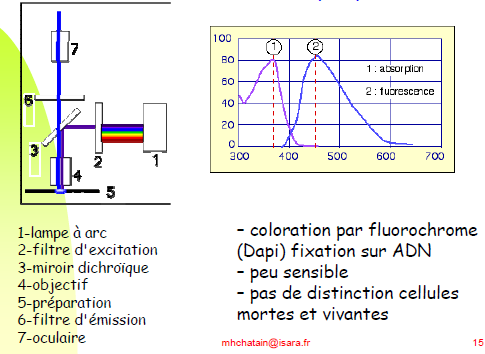 7
6
3
2
1
4
5
100
80
60
40
20
0
300 400 500 600 700
1
2
1 : absorption
2 : fuorescence
1-lampe à arc
2-filtre d'excitation
3-miroir dichroïque
4-objectif
5-préparation
6-filtre d'émission
7-oculaire
- coloration par fluorochrome
(Dapi) fixation sur ADN
- peu sensible
- pas de distinction cellules
mortes et vivantes
mhchatain@isara.fr
15